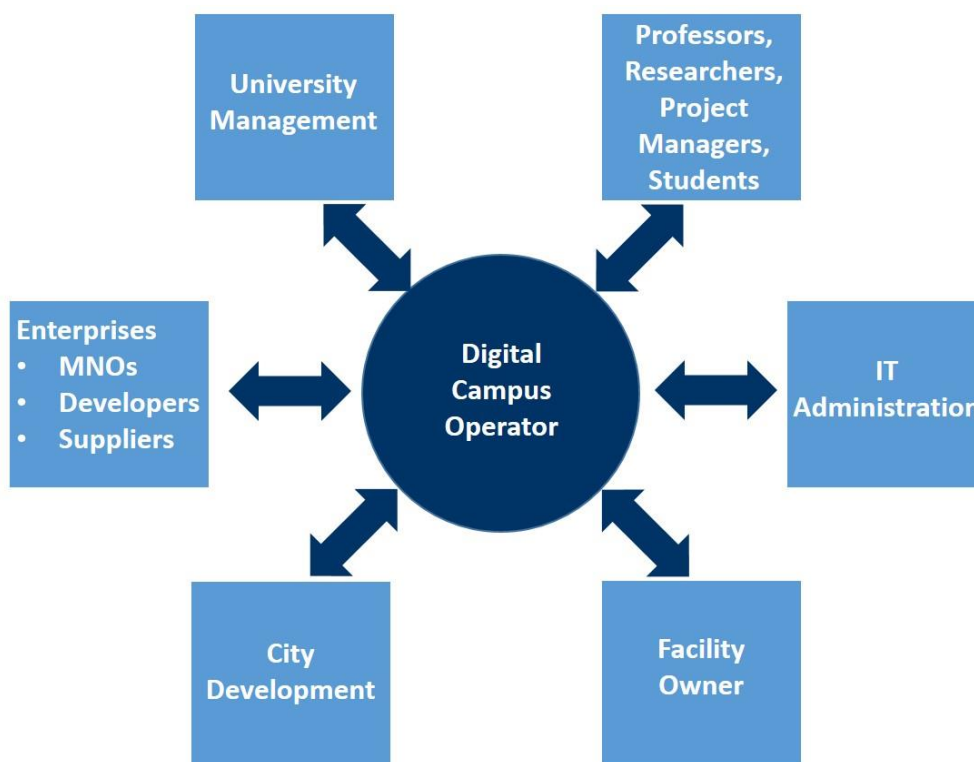 University
Management
Professors,
Researchers,
Project
Managers,
Students
Enterprises
• MNOs
• Developers
• Suppliers
Digital
Campus
Operator
IT
Administration
City
Development
Facility
Owner